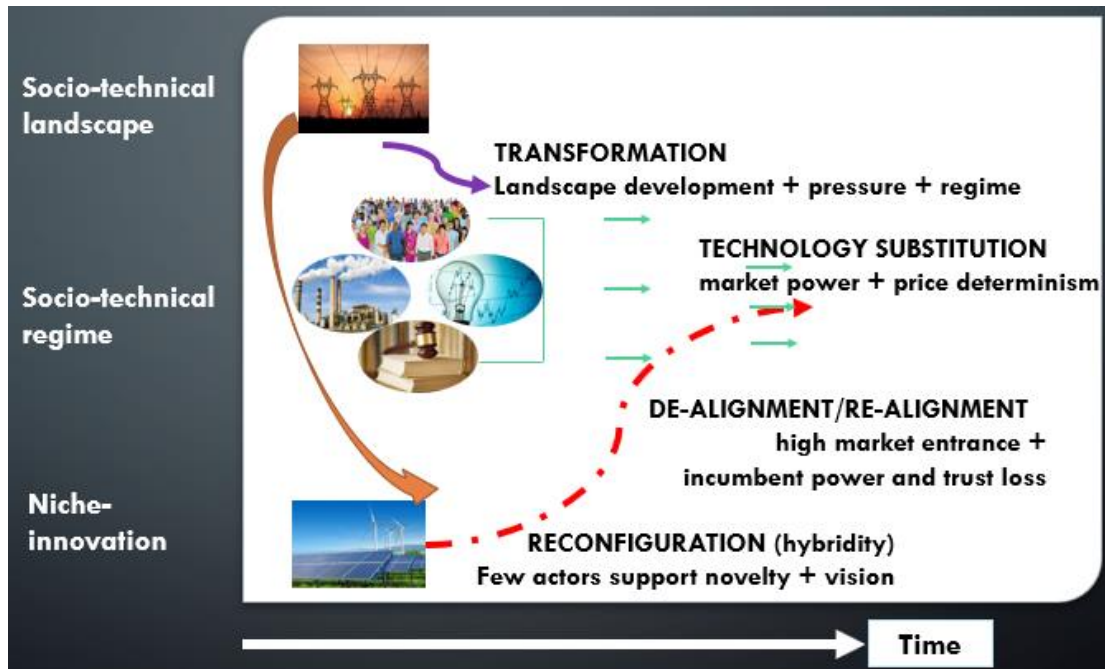 Socio-technical
landscape
TRANSFORMATION
Landscape development + pressure + regime
TECHNOLOGY SUBSTITUTION
market power + price determinism
Socio-technical
regime
DE-ALIGNMENT/RE-ALIGNMENT
high market entrance +
incumbent power and trust loss
Niche-
innovation
RECONFIGURATION (hybridity)
Few actors support novelty + vision
Time